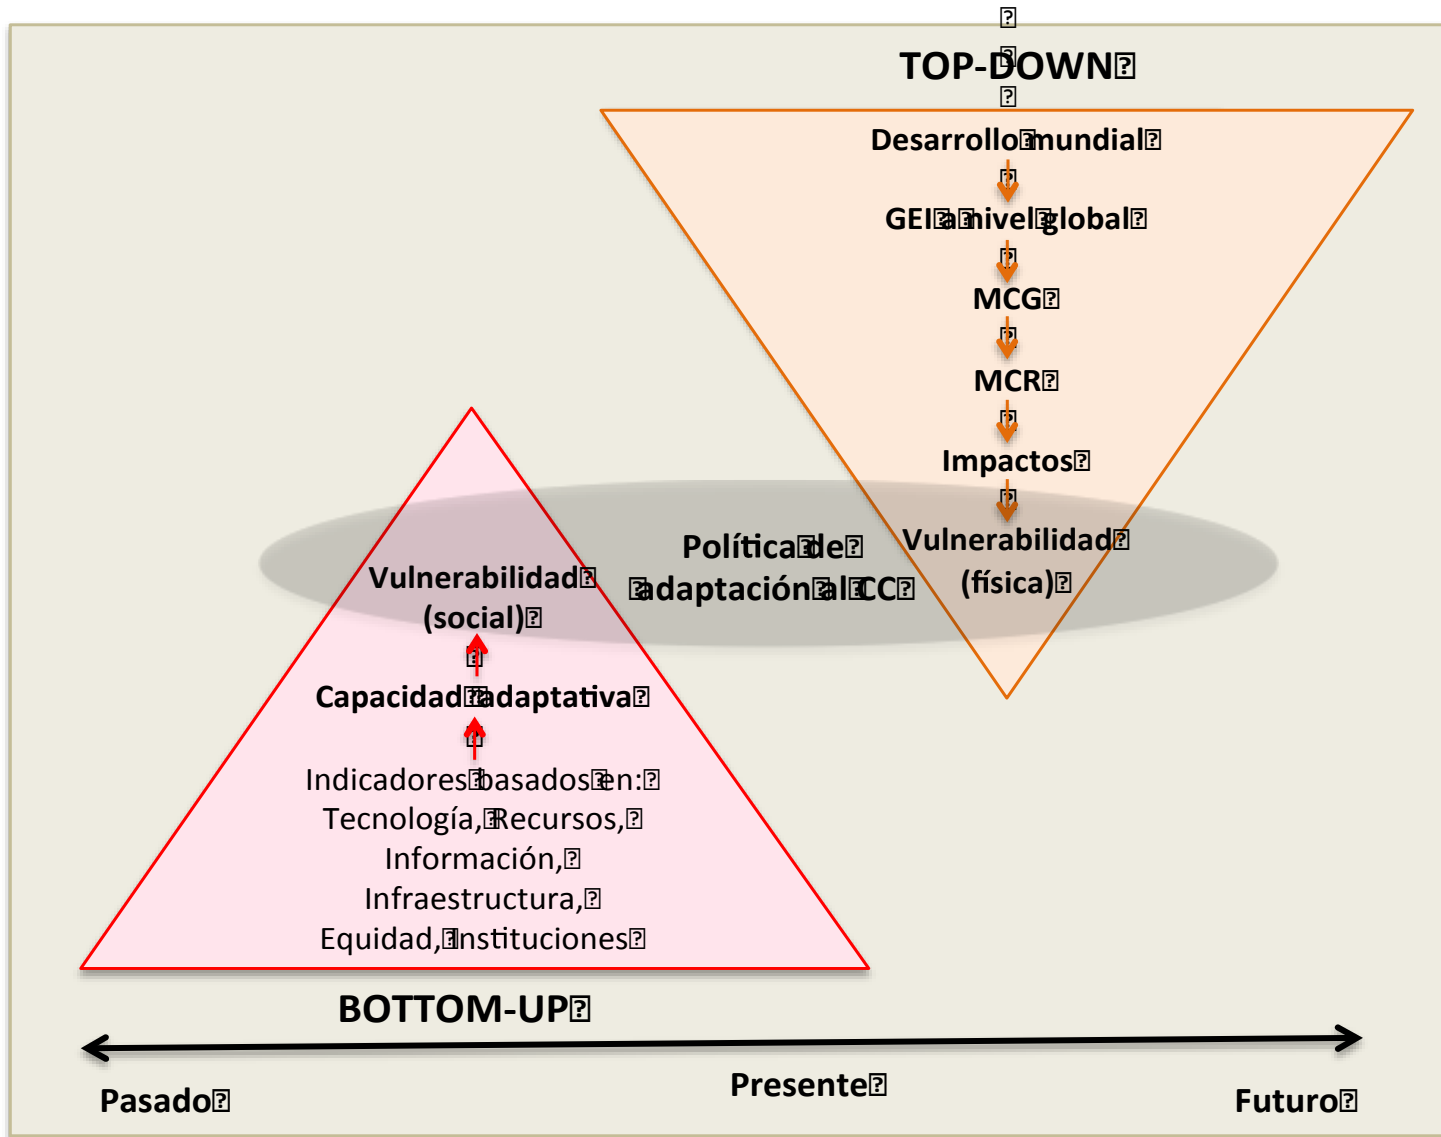 TOP-DOWN
Desarrollo mundial
GEI a nivel global
MCG
MCR
Impactos
Vulnerabilidad
(física)
Política de
adaptación al CC
Vulnerabilidad
(social)
Capacidad adaptativa
Indicadores basados en:
Tecnología, Recursos,
Información,
Infraestructura,
Equidad, Instituciones
BOTTOM-UP
Pasado
Presente
Futuro